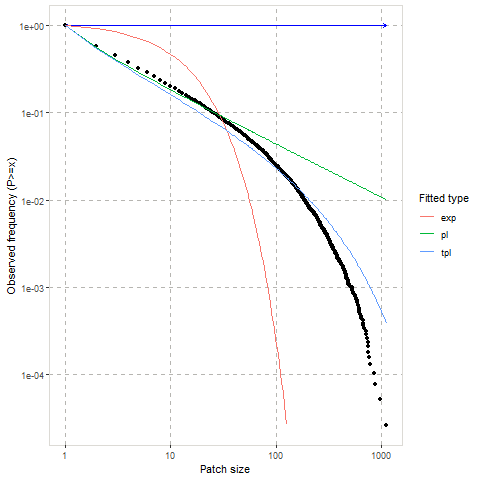 Observed frequency (P>=x)
1e+00
1e-01
1e-02
1e-03
1e-04
1
10
100
1000
Patch size
Fitted type
exp
pl
tpl